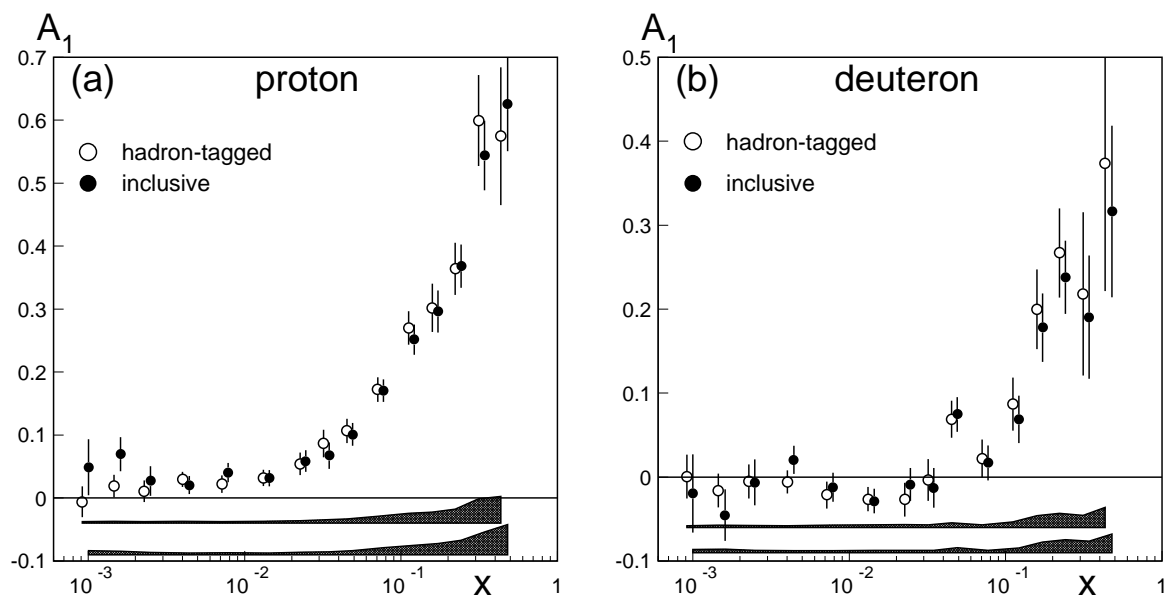 A₁
0.7
(a) proton
0.6
hadron-tagged
inclusive
0.5
0.4
0.3
0.2
0.1
0
-0.1
10⁻³ 10⁻² 10⁻¹ x 1
A₁
0.5
(b) deuteron
hadron-tagged
0.4
inclusive
0.3
0.2
0.1
0
-0.1
10⁻³ 10⁻² 10⁻¹ x 1